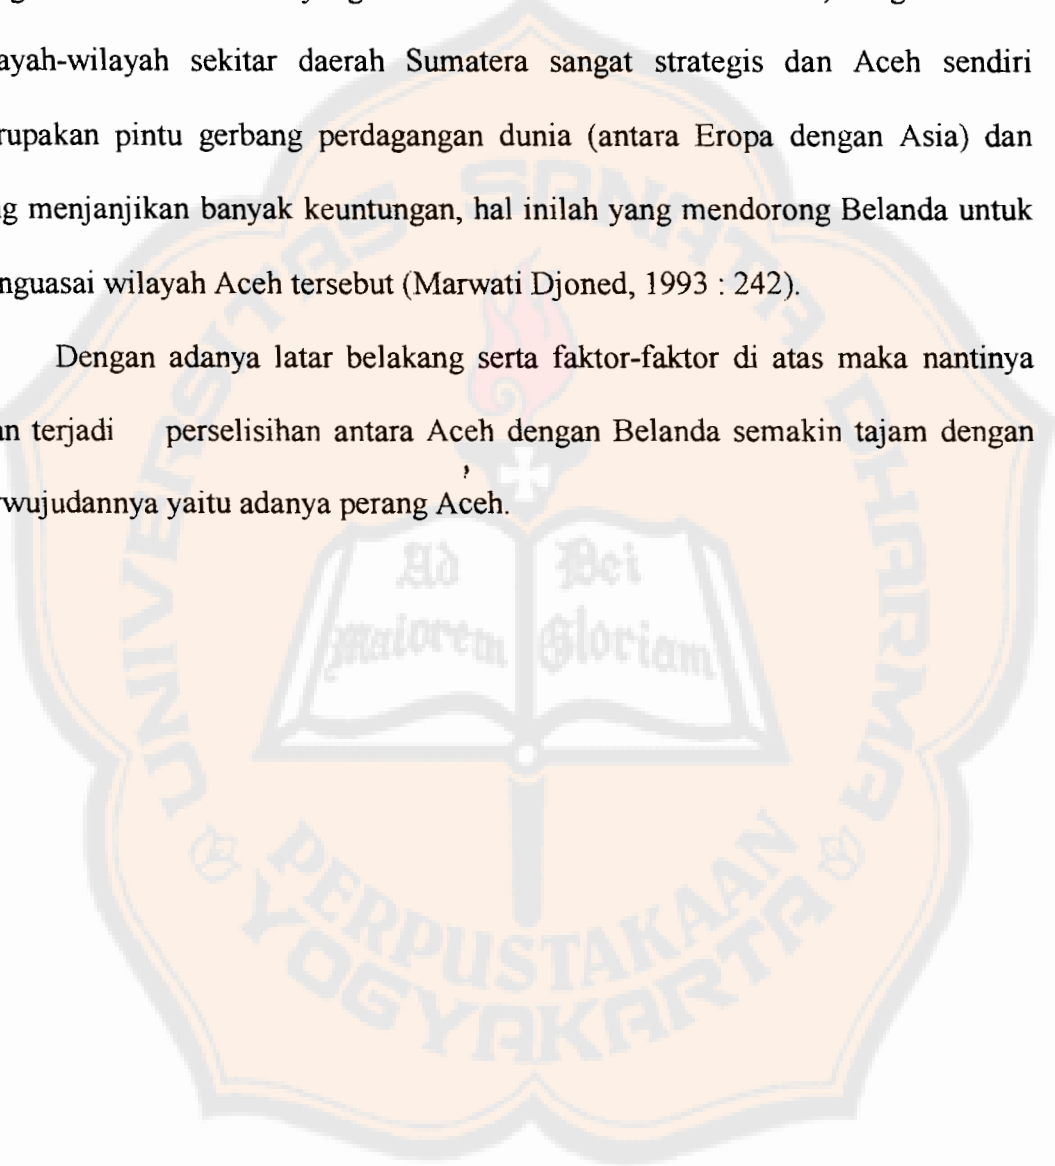 ayah-wilayah sekitar daerah Sumatera sangat strategis dan Aceh sendiri
rupakan pintu gerbang perdagangan dunia (antara Eropa dengan Asia) dan
g menjanjikan banyak keuntungan, hal inilah yang mendorong Belanda untuk
nguasai wilayah Aceh tersebut (Marwati Djoned, 1993 : 242).
Dengan adanya latar belakang serta faktor-faktor di atas maka nantinya
n terjadi perselisihan antara Aceh dengan Belanda semakin tajam dengan
wujudannya yaitu adanya perang Aceh.
UNIVERSITAS SANATA DHARMA
Ad Dei
Maiorem Gloriam
PERPUSTAKAAN
YOGYAKARTA